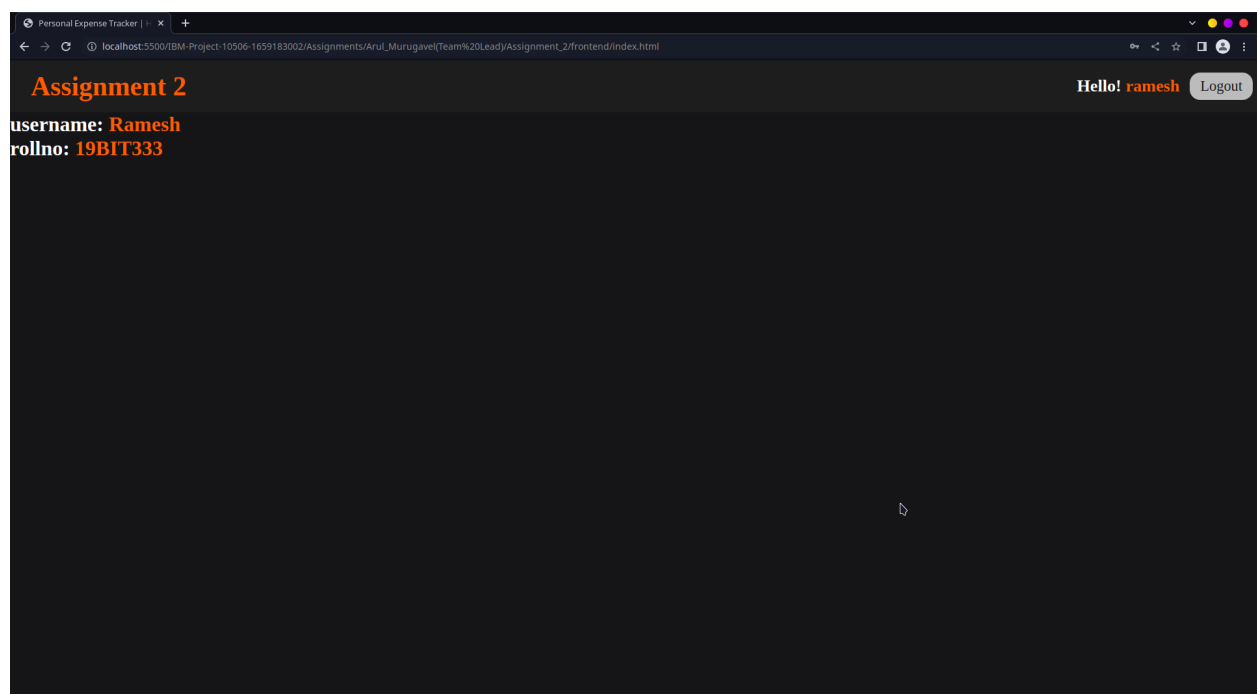 Personal Expense Tracker | H
localhost:5500/IBM-Project-10506-1659183002/Assignments/Arul_Murugavel(Team%20Lead)/Assignment_2/frontend/index.html
Assignment 2
Hello! ramesh Logout
username: Ramesh
rollno: 19BIT333